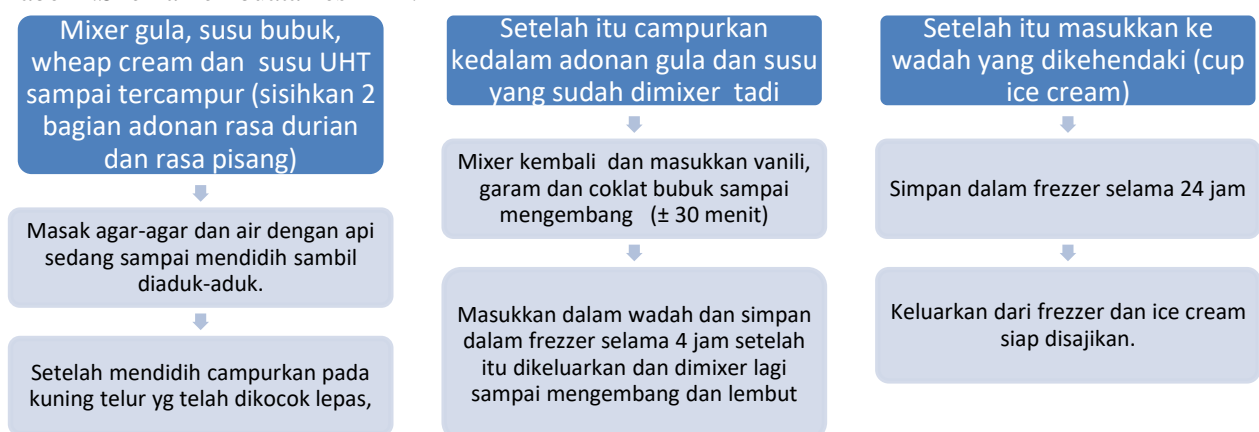 Mixer gula, susu bubuk,
wheap cream dan susu UHT
sampai tercampur (sisihkan 2
bagian adonan rasa durian
dan rasa pisang)
Masak agar-agar dan air dengan api
sedang sampai mendidih sambil
diaduk-aduk.
Setelah mendidih campurkan pada
kuning telur yg telah dikocok lepas,
Setelah itu campurkan
kedalam adonan gula dan susu
yang sudah dimixer tadi
Mixer kembali dan masukkan vanili,
garam dan coklat bubuk sampai
mengembang (± 30 menit)
Masukkan dalam wadah dan simpan
dalam frezzer selama 4 jam setelah
itu dikeluarkan dan dimixer lagi
sampai mengembang dan lembut
Setelah itu masukkan ke
wadah yang dikehendaki (cup
ice cream)
Simpan dalam frezzer selama 24 jam
Keluarkan dari frezzer dan ice cream
siap disajikan.